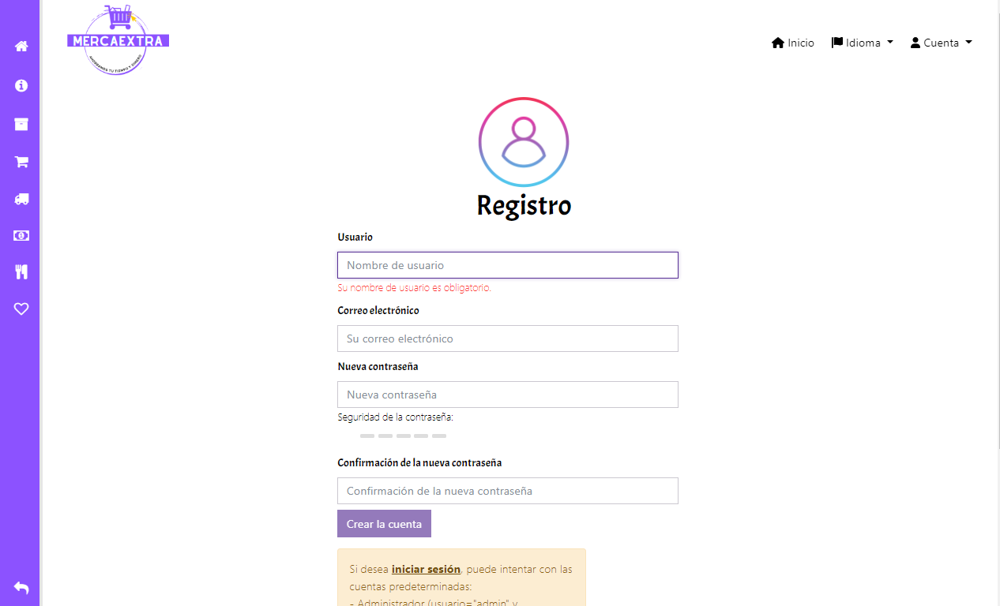 MERCAEXTRA
AHORRAMOS TU TIEMPO Y DINERO
Inicio
Idioma
Cuenta
Registro
Usuario
Nombre de usuario
Su nombre de usuario es obligatorio.
Correo electrónico
Su correo electrónico
Nueva contraseña
Nueva contraseña
Seguridad de la contraseña:
Confirmación de la nueva contraseña
Confirmación de la nueva contraseña
Crear la cuenta
Si desea iniciar sesión, puede intentar con las
cuentas predeterminadas:
- Administrador (usuario="admin" y